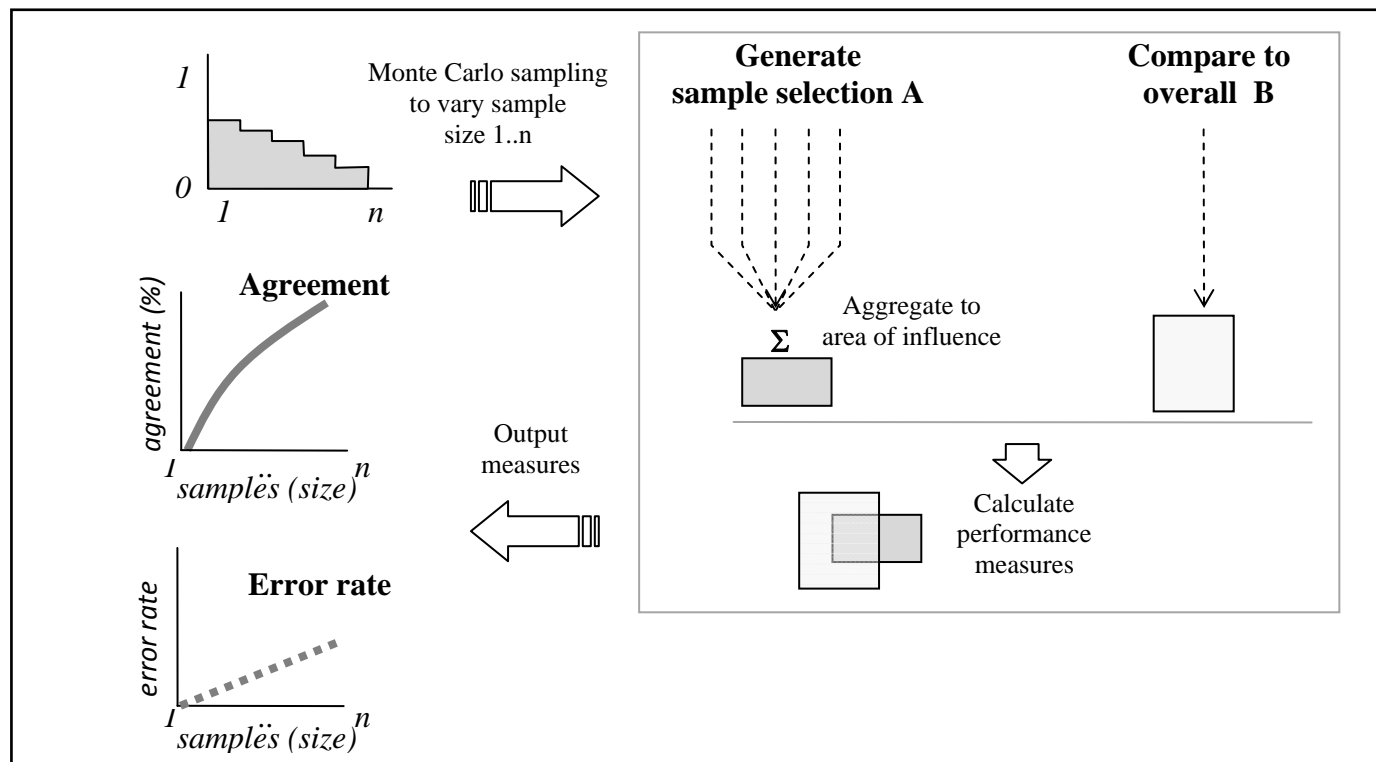 1
0
1
n
Monte Carlo sampling
to vary sample
size 1..n
Generate
sample selection A
Compare to
overall B
Σ
Aggregate to
area of influence
Agreement
agreement (%)
1
..
n
samples (size)
Output
measures
Calculate
performance
measures
Error rate
error rate
1
..
n
samples (size)